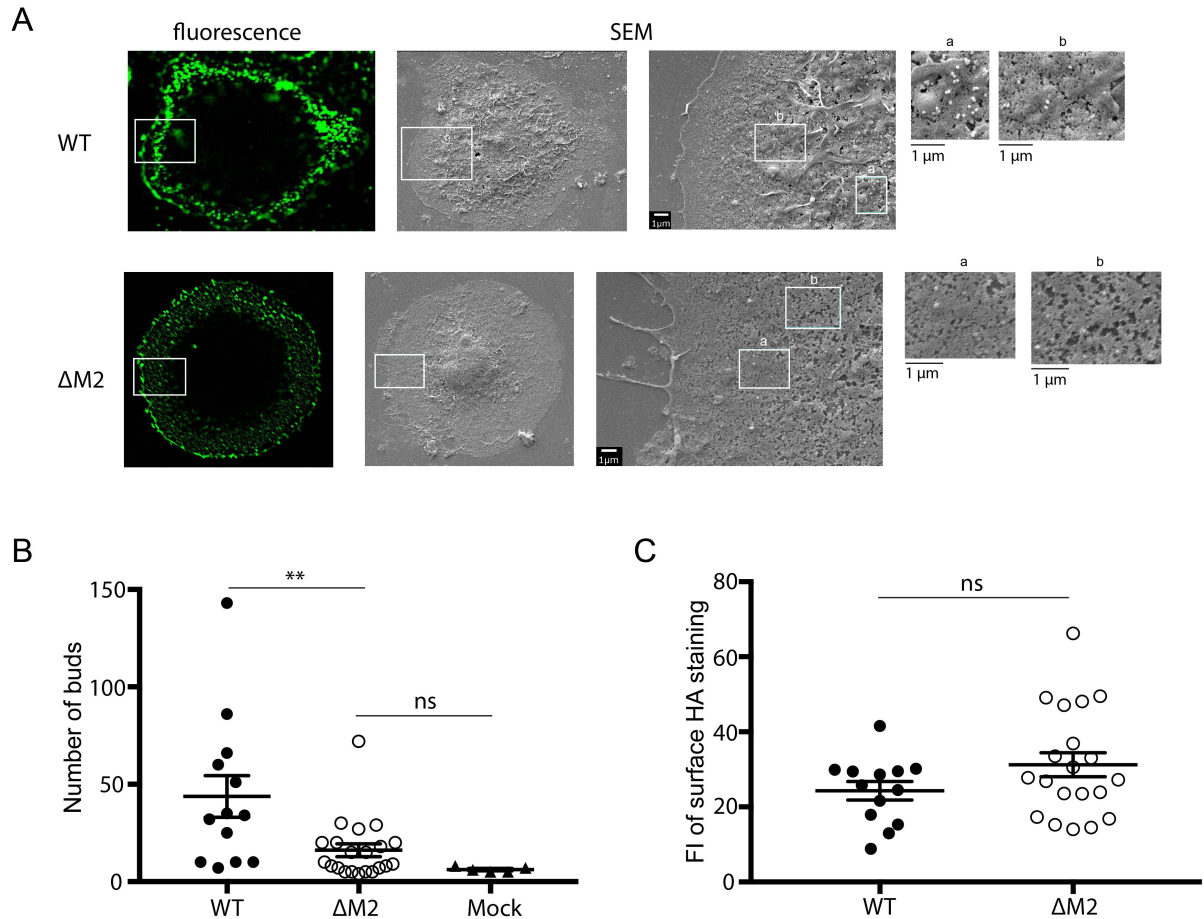 A
fluorescence
SEM
WT
b
a
1µm
a
1 µm
b
1 µm
ΔM2
b
a
1µm
a
1 µm
b
1 µm
B
Number of buds
150
100
50
0
**
ns
WT
ΔM2
Mock
C
FI of surface HA staining
80
60
40
20
0
ns
WT
ΔM2